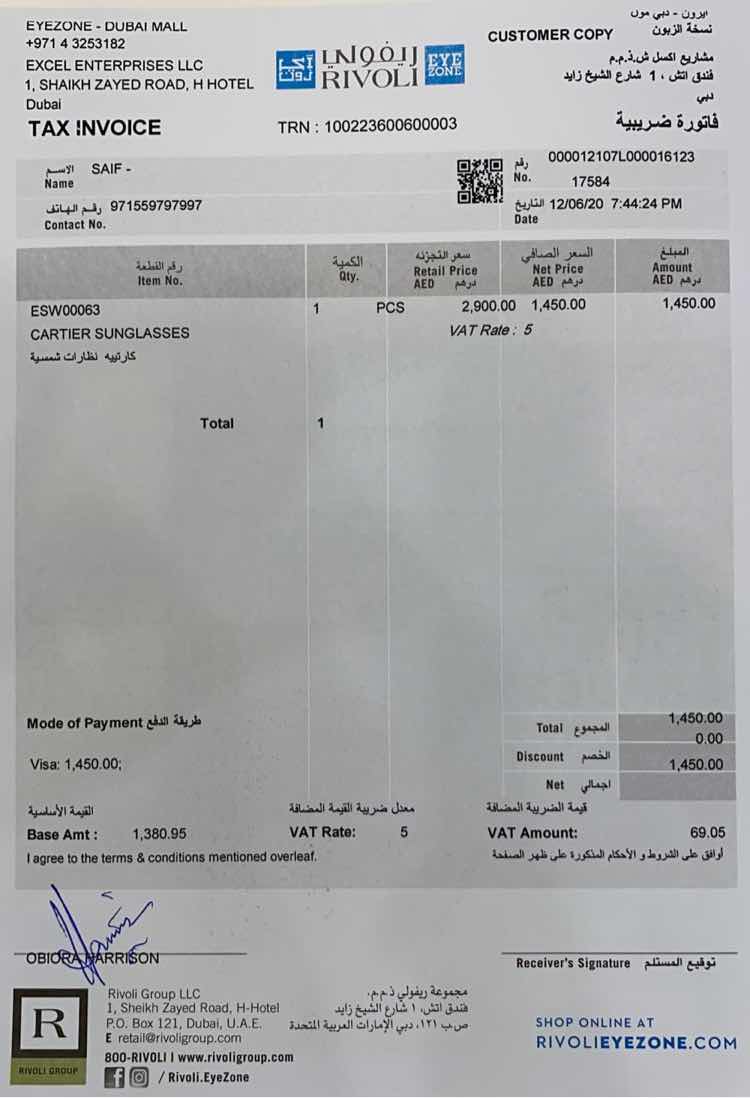 EYEZONE - DUBAI MALL
+971 4 3253182
EXCEL ENTERPRISES LLC
1, SHAIKH ZAYED ROAD, H HOTEL
Dubai
TAX INVOICE
ريفولي
RIVOLI
EYE ZONE
TRN : 100223600600003
CUSTOMER COPY
دبي مول
نسخة الزبون
مشاريع اكسل ش.ذ.م.م
فندق اتش ، 1 شارع الشيخ زايد
دبي
فاتورة ضريبية
الاسم SAIF -
Name
رقم الهاتف 971559797997
Contact No.
رقم 000012107L000016123
No. 17584
التاريخ 12/06/20 7:44:24 PM
Date
رقم القطعة الكمية سعر التجزئه السعر الصافي المبلغ
Item No. Qty. Retail Price Net Price Amount
AED درهم AED درهم AED درهم
ESW00063 1 PCS 2,900.00 1,450.00 1,450.00
CARTIER SUNGLASSES VAT Rate : 5
كارتييه نظارات شمسية
Total 1
Mode of Payment طريقة الدفع
Visa: 1,450.00;
Total المجموع 1,450.00
0.00
Discount الخصم 1,450.00
Net اجمالي
القيمة الأساسية معدل ضريبة القيمة المضافة قيمة الضريبة المضافة
Base Amt : 1,380.95 VAT Rate: 5 VAT Amount: 69.05
I agree to the terms & conditions mentioned overleaf. أوافق على الشروط و الأحكام المذكورة على ظهر الصفحة
OBIORA HARRISON
Receiver's Signature توقيع المستلم
R
RIVOLI GROUP
Rivoli Group LLC
1, Sheikh Zayed Road, H-Hotel
P.O. Box 121, Dubai, U.A.E.
E retail@rivoligroup.com
800-RIVOLI I www.rivoligroup.com
/ Rivoli.EyeZone
مجموعة ريفولي ذ.م.م.
فندق اتش، ١ شارع الشيخ زايد
ص.ب ١٢١، دبي الإمارات العربية المتحدة
SHOP ONLINE AT
RIVOLIEYEZONE.COM